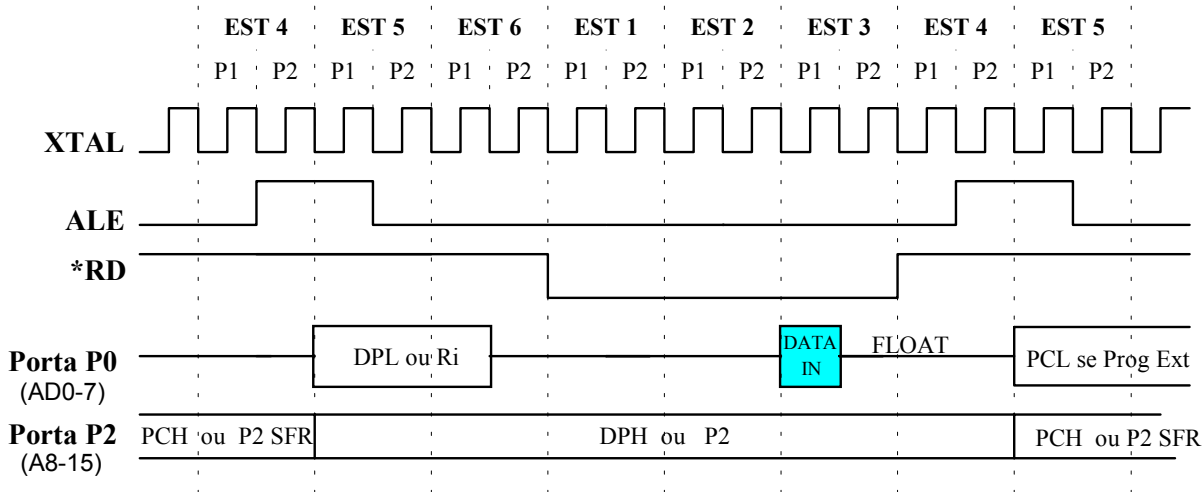 EST 4 EST 5 EST 6 EST 1 EST 2 EST 3 EST 4 EST 5
P1 P2 P1 P2 P1 P2 P1 P2 P1 P2 P1 P2 P1 P2 P1 P2
XTAL
ALE
*RD
Porta P0
(AD0-7)
DPL ou Ri
DATA
IN
FLOAT
PCL se Prog Ext
Porta P2
(A8-15)
PCH ou P2 SFR
DPH ou P2
PCH ou P2 SFR